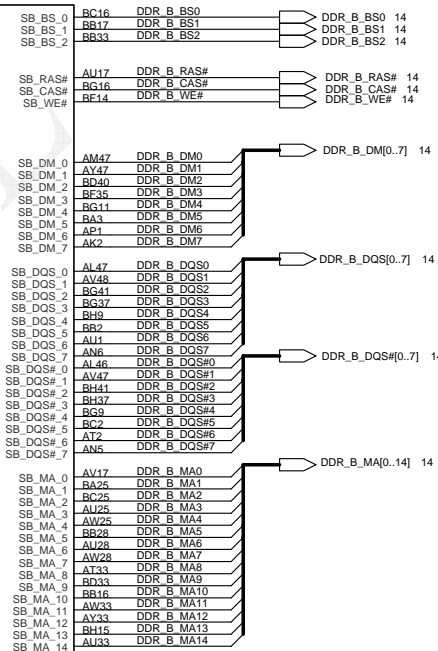 SB_BS_0 BC16 DDR_B_BS0 DDR_B_BS0 14
SB_BS_1 BB17 DDR_B_BS1 DDR_B_BS1 14
SB_BS_2 BB33 DDR_B_BS2 DDR_B_BS2 14
SB_RAS# AU17 DDR_B_RAS# DDR_B_RAS# 14
SB_CAS# BG16 DDR_B_CAS# DDR_B_CAS# 14
SB_WE# BF14 DDR_B_WE# DDR_B_WE# 14
DDR_B_DM[0..7] 14
SB_DM_0 AM47 DDR_B_DM0
SB_DM_1 AY47 DDR_B_DM1
SB_DM_2 BD40 DDR_B_DM2
SB_DM_3 BF35 DDR_B_DM3
SB_DM_4 BG11 DDR_B_DM4
SB_DM_5 BA3 DDR_B_DM5
SB_DM_6 AP1 DDR_B_DM6
SB_DM_7 AK2 DDR_B_DM7
DDR_B_DQS[0..7] 14
SB_DQS_0 AL47 DDR_B_DQS0
SB_DQS_1 AV48 DDR_B_DQS1
SB_DQS_2 BG41 DDR_B_DQS2
SB_DQS_3 BG37 DDR_B_DQS3
SB_DQS_4 BH9 DDR_B_DQS4
SB_DQS_5 BB2 DDR_B_DQS5
SB_DQS_6 AU1 DDR_B_DQS6
SB_DQS_7 AN6 DDR_B_DQS7
DDR_B_DQS#[0..7]
SB_DQS#_0 AL46 DDR_B_DQS#0
SB_DQS#_1 AV47 DDR_B_DQS#1
SB_DQS#_2 BH41 DDR_B_DQS#2
SB_DQS#_3 BH37 DDR_B_DQS#3
SB_DQS#_4 BG9 DDR_B_DQS#4
SB_DQS#_5 BC2 DDR_B_DQS#5
SB_DQS#_6 AT2 DDR_B_DQS#6
SB_DQS#_7 AN5 DDR_B_DQS#7
DDR_B_MA[0..14] 14
SB_MA_0 AV17 DDR_B_MA0
SB_MA_1 BA25 DDR_B_MA1
SB_MA_2 BC25 DDR_B_MA2
SB_MA_3 AU25 DDR_B_MA3
SB_MA_4 AW25 DDR_B_MA4
SB_MA_5 BB28 DDR_B_MA5
SB_MA_6 AU28 DDR_B_MA6
SB_MA_7 AW28 DDR_B_MA7
SB_MA_8 AT33 DDR_B_MA8
SB_MA_9 BD33 DDR_B_MA9
SB_MA_10 BB16 DDR_B_MA10
SB_MA_11 AW33 DDR_B_MA11
SB_MA_12 AY33 DDR_B_MA12
SB_MA_13 BH15 DDR_B_MA13
SB_MA_14 AU33 DDR_B_MA14